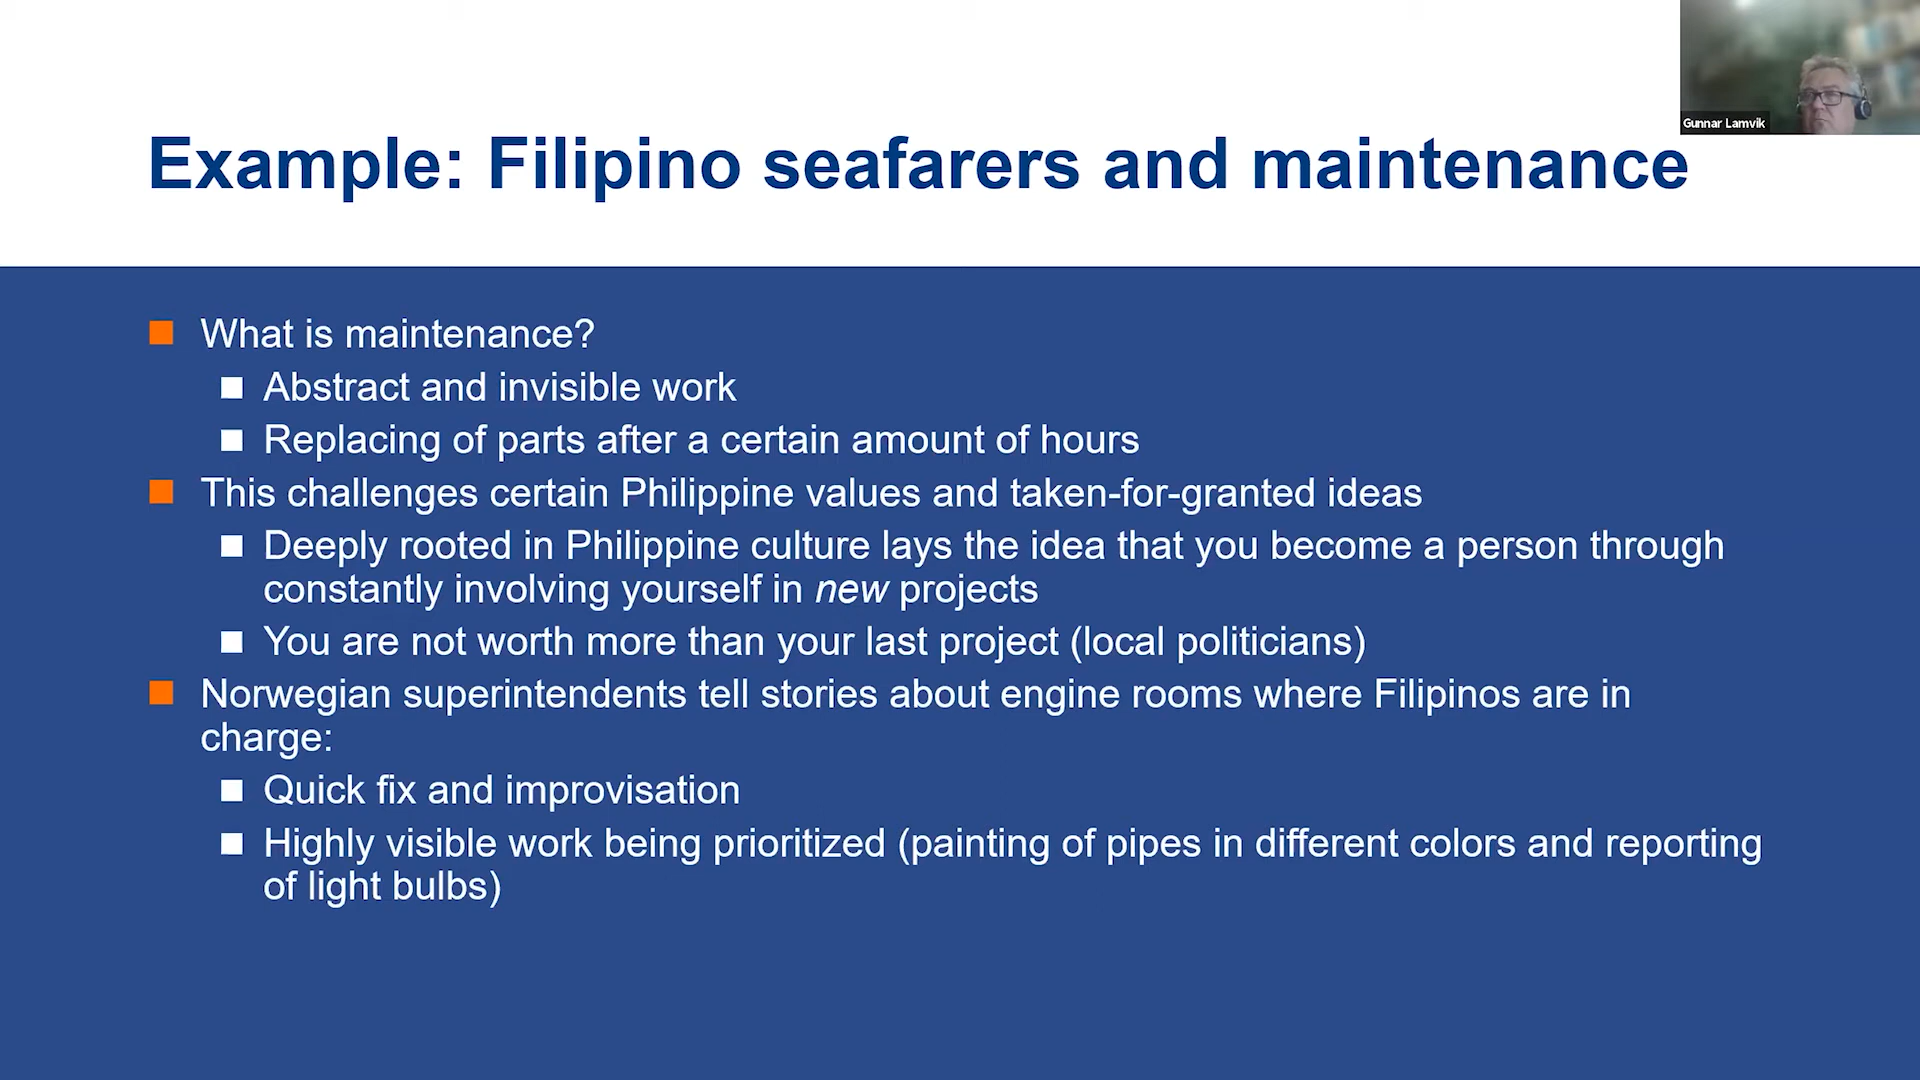 Gunnar Lamvik
Example: Filipino seafarers and maintenance
What is maintenance?
Abstract and invisible work
Replacing of parts after a certain amount of hours
This challenges certain Philippine values and taken-for-granted ideas
Deeply rooted in Philippine culture lays the idea that you become a person through
constantly involving yourself in new projects
You are not worth more than your last project (local politicians)
Norwegian superintendents tell stories about engine rooms where Filipinos are in
charge:
Quick fix and improvisation
Highly visible work being prioritized (painting of pipes in different colors and reporting
of light bulbs)